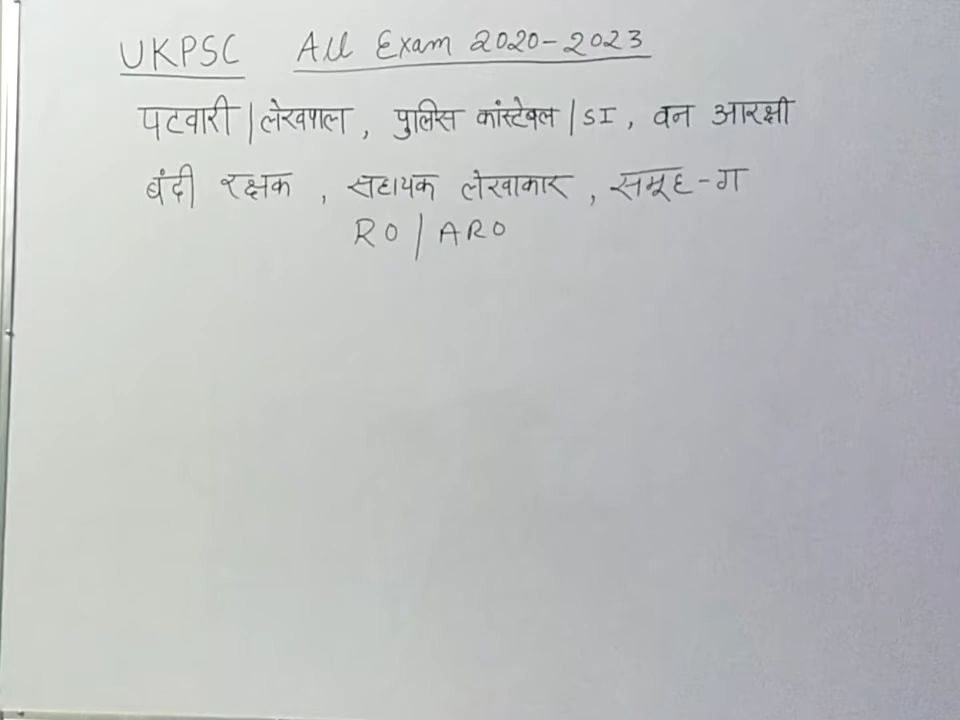 UKPSC All Exam 2020-2023
पटवारी | लेखपाल , पुलिस कांस्टेबल | SI , वन आरक्षी
बंदी रक्षक , सहायक लेखाकार , समूह-ग
RO | ARO